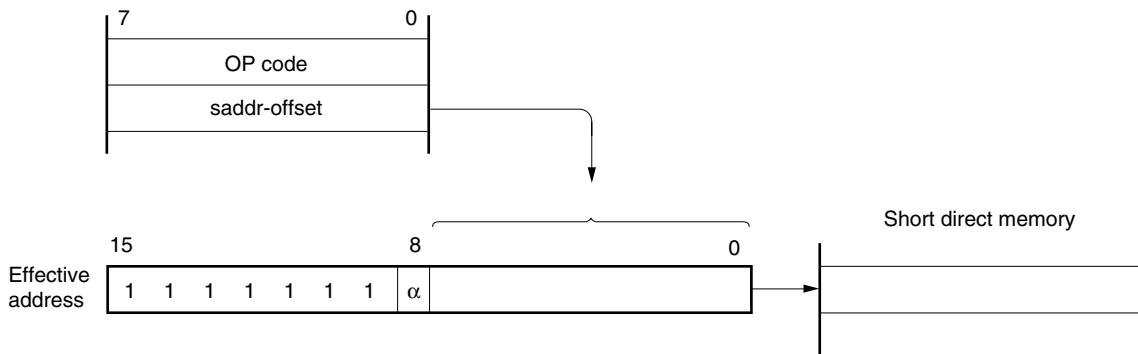 7 0
OP code
saddr-offset
Short direct memory
15 8 0
Effective
address
1 1 1 1 1 1 1 α